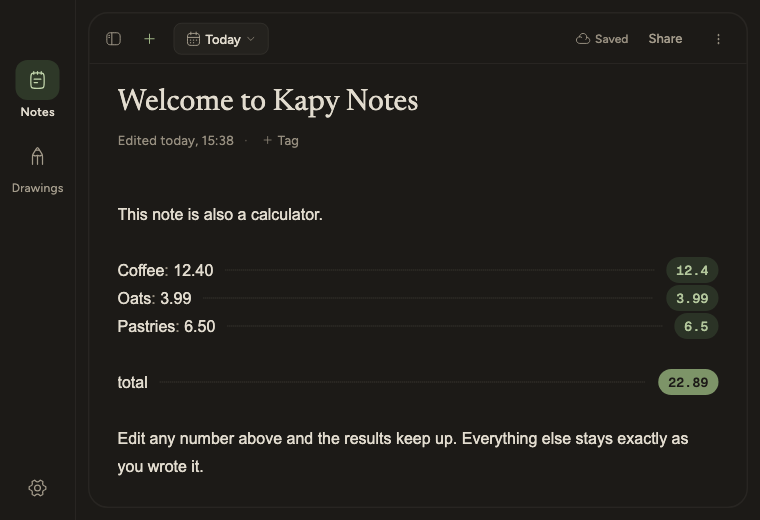 Today
Saved
Share
Notes
Drawings
Welcome to Kapy Notes
Edited today, 15:38 · + Tag
This note is also a calculator.
Coffee: 12.40 12.4
Oats: 3.99 3.99
Pastries: 6.50 6.5
total 22.89
Edit any number above and the results keep up. Everything else stays exactly as
you wrote it.